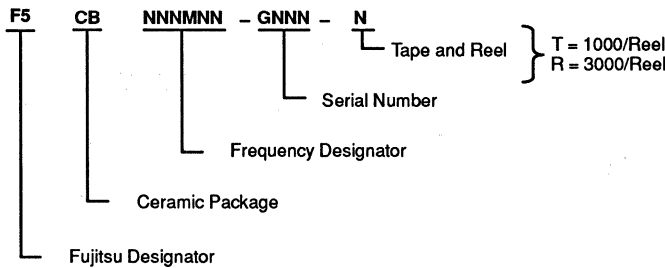 F5 CB NNNMNN – GNNN – N
Tape and Reel
T = 1000/Reel
R = 3000/Reel
Serial Number
Frequency Designator
Ceramic Package
Fujitsu Designator